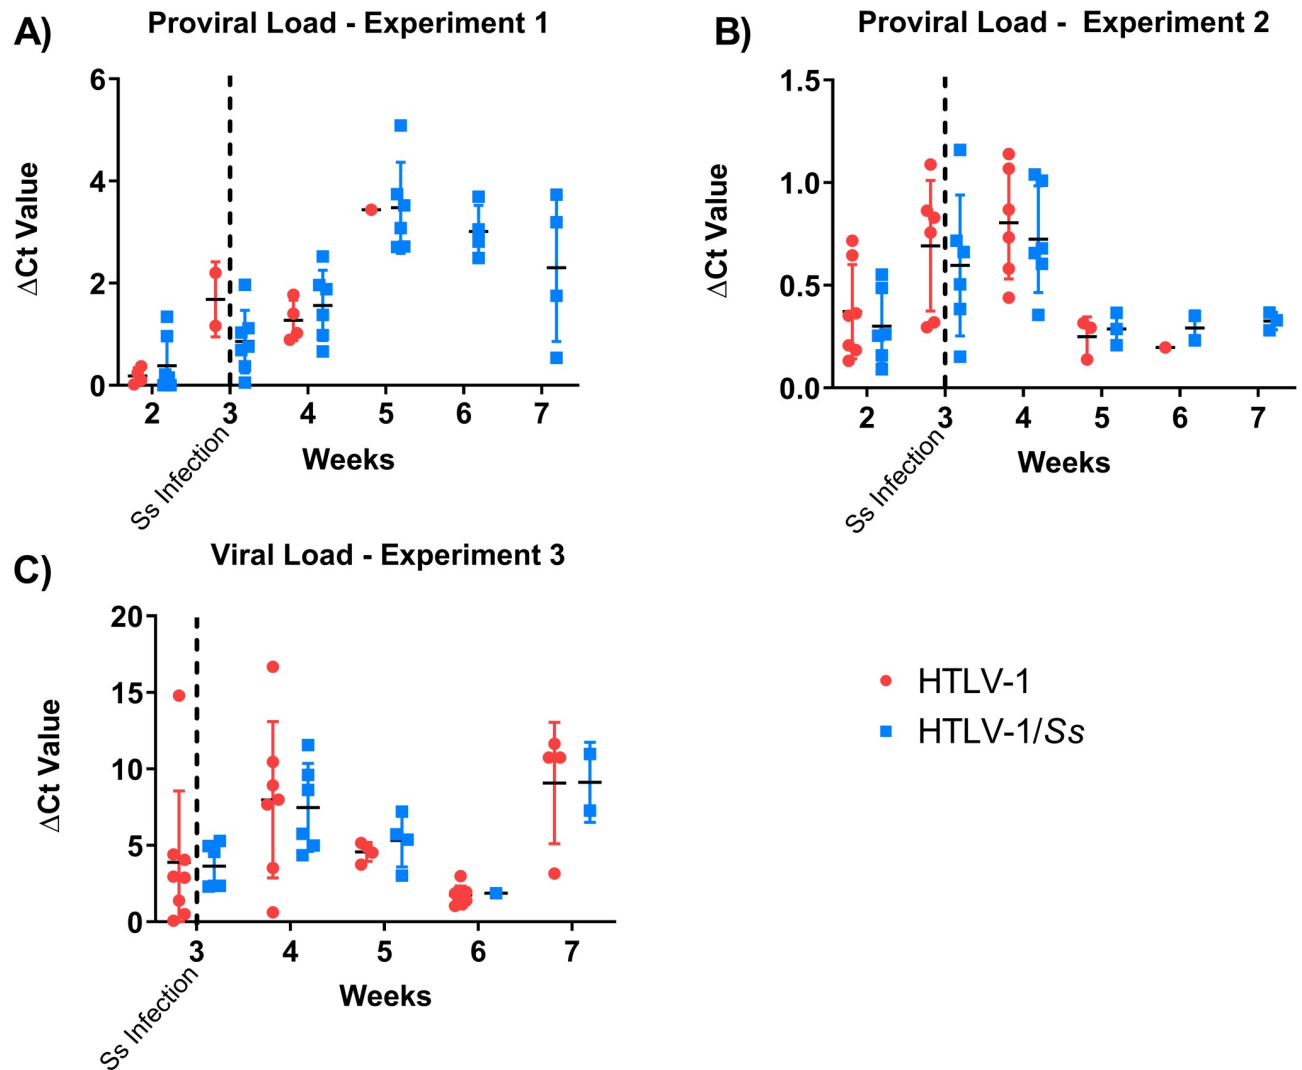 A)
Proviral Load - Experiment 1
ΔCt Value
6
4
2
0
2 3 4 5 6 7
Ss Infection
Weeks
B)
Proviral Load - Experiment 2
ΔCt Value
1.5
1.0
0.5
0.0
2 3 4 5 6 7
Ss Infection
Weeks
C)
Viral Load - Experiment 3
ΔCt Value
20
15
10
5
0
3 4 5 6 7
Ss Infection
Weeks
HTLV-1
HTLV-1/Ss